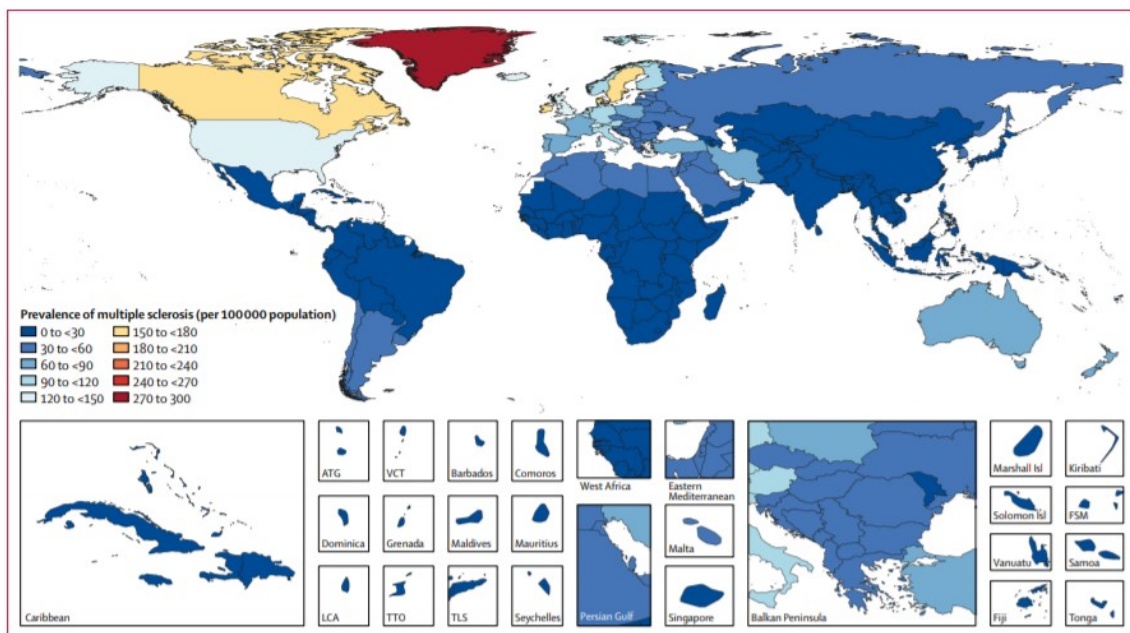 Prevalence of multiple sclerosis (per 100 000 population)
0 to <30
30 to <60
60 to <90
90 to <120
120 to <150
150 to <180
180 to <210
210 to <240
240 to <270
270 to 300
Caribbean
ATG
VCT
Barbados
Comoros
Dominica
Grenada
Maldives
Mauritius
LCA
TTO
TLS
Seychelles
West Africa
Eastern
Mediterranean
Persian Gulf
Malta
Singapore
Balkan Peninsula
Marshall Isl
Kiribati
Solomon Isl
FSM
Vanuatu
Samoa
Fiji
Tonga